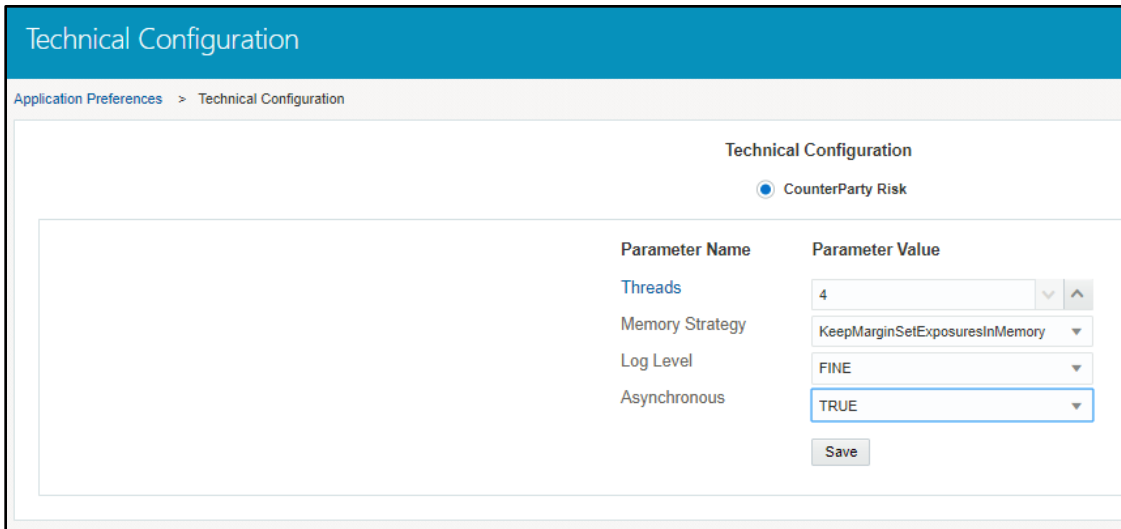 Technical Configuration
Application Preferences > Technical Configuration
Technical Configuration
CounterParty Risk
Parameter Name Parameter Value
Threads 4
Memory Strategy KeepMarginSetExposuresInMemory
Log Level FINE
Asynchronous TRUE
Save